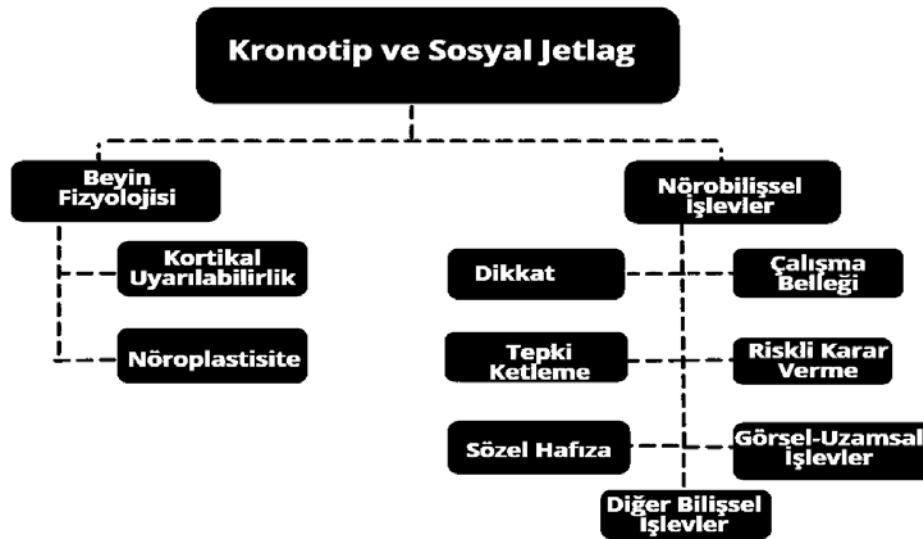 Kronotip ve Sosyal Jetlag
Beyin
Fizyolojisi
Kortikal
Uyarılabilirlik
Nöroplastisite
Nörobilişsel
İşlevler
Dikkat
Çalışma
Belleği
Tepki
Ketleme
Riskli Karar
Verme
Sözel Hafıza
Görsel-Uzamsal
İşlevler
Diğer Bilişsel
İşlevler